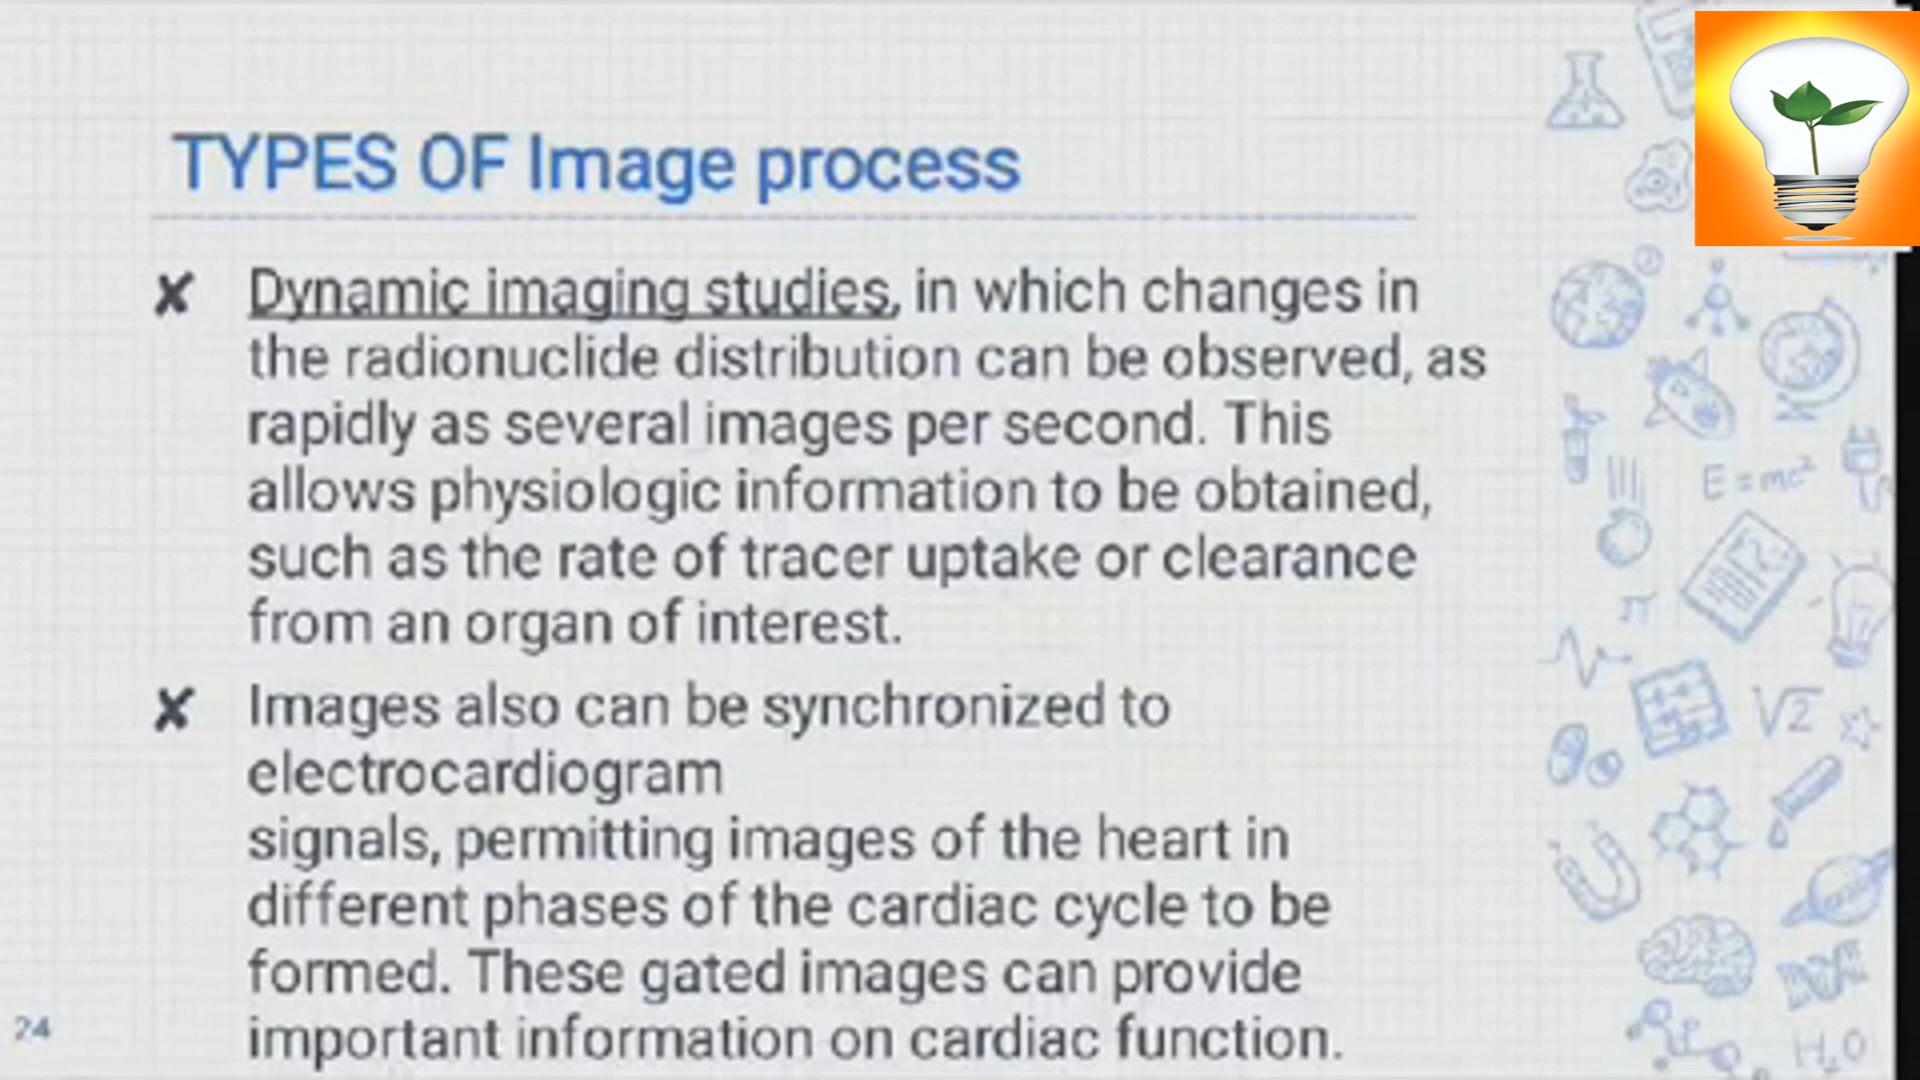 TYPES OF Image process
✘ Dynamic imaging studies, in which changes in
the radionuclide distribution can be observed, as
rapidly as several images per second. This
allows physiologic information to be obtained,
such as the rate of tracer uptake or clearance
from an organ of interest.
✘ Images also can be synchronized to
electrocardiogram
signals, permitting images of the heart in
different phases of the cardiac cycle to be
formed. These gated images can provide
important information on cardiac function.
24
E = mc²
π
√2
H₂O